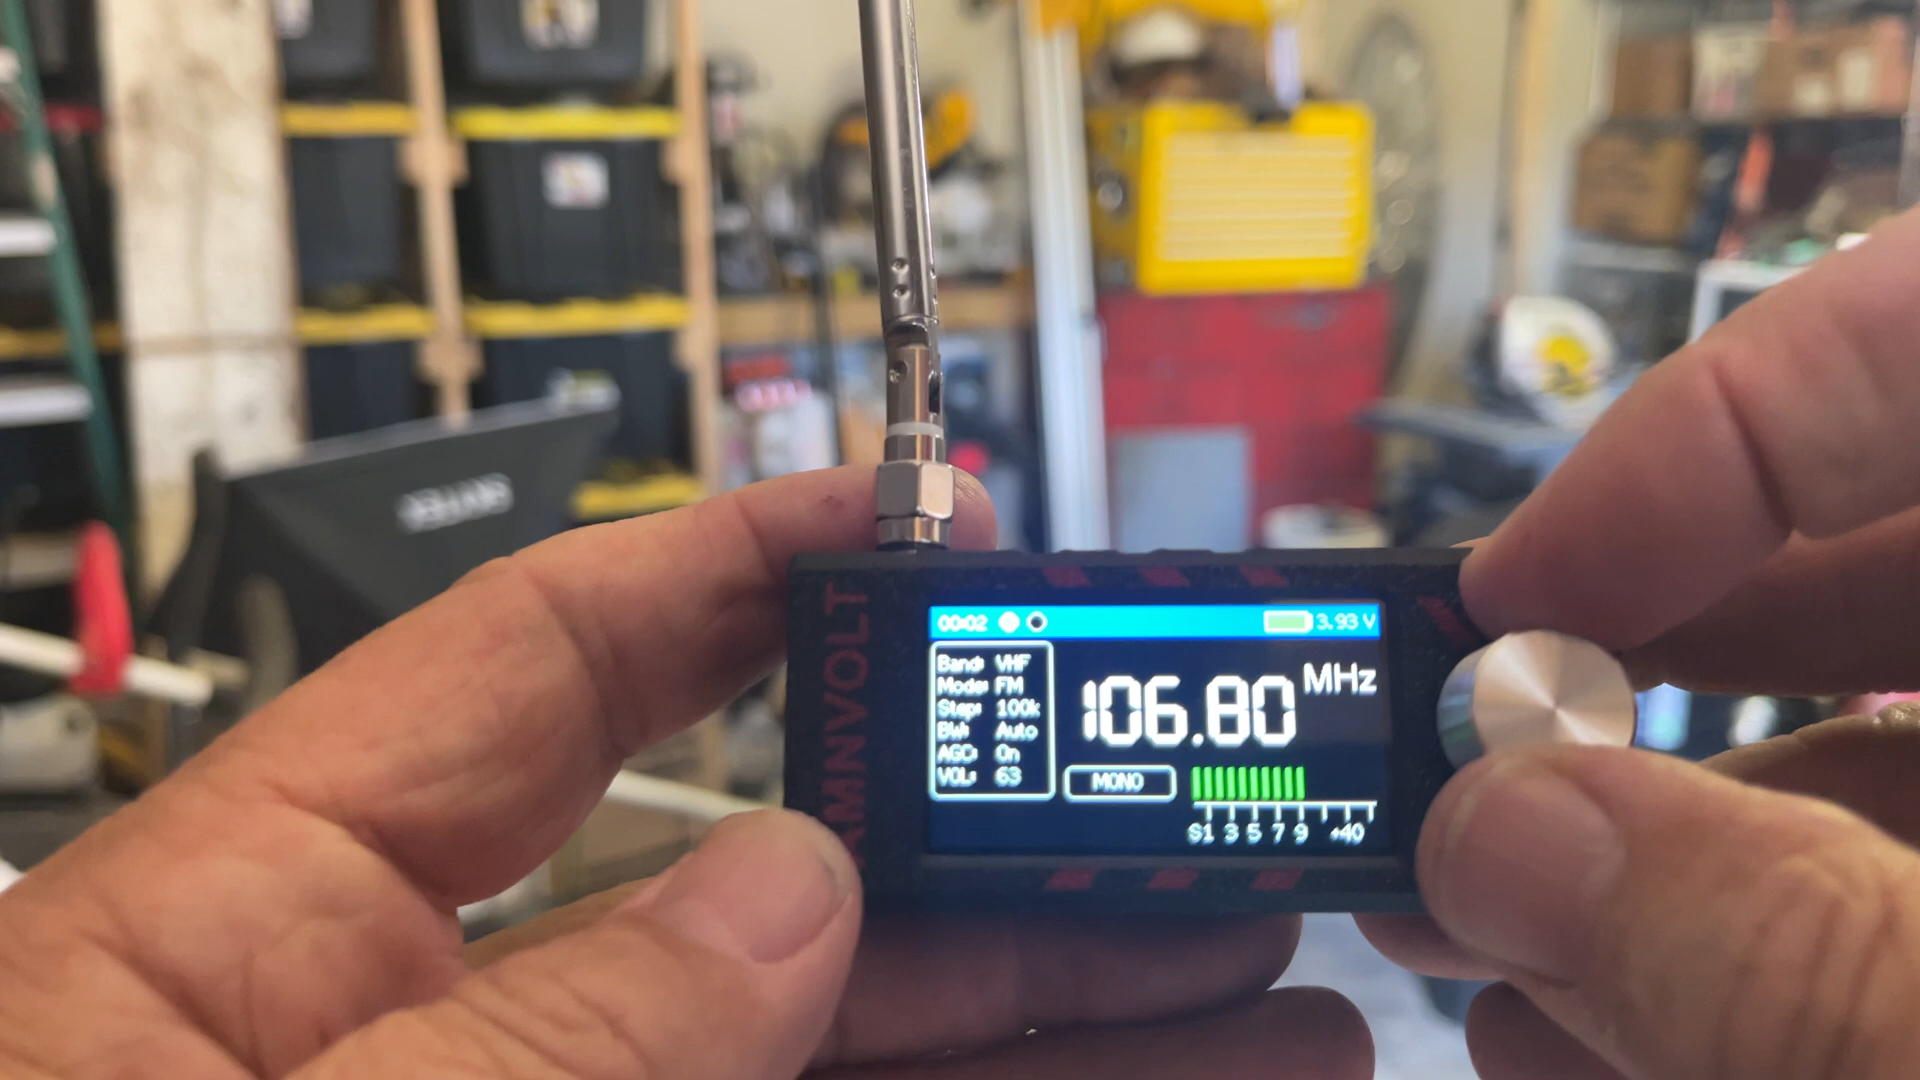 AMNVOLT
00:02
3.93 V
Band: VHF
Mode: FM
Step: 100k
BW: Auto
AGC: On
VOL: 63
106.80 MHz
MONO
S1 3 5 7 9 +40